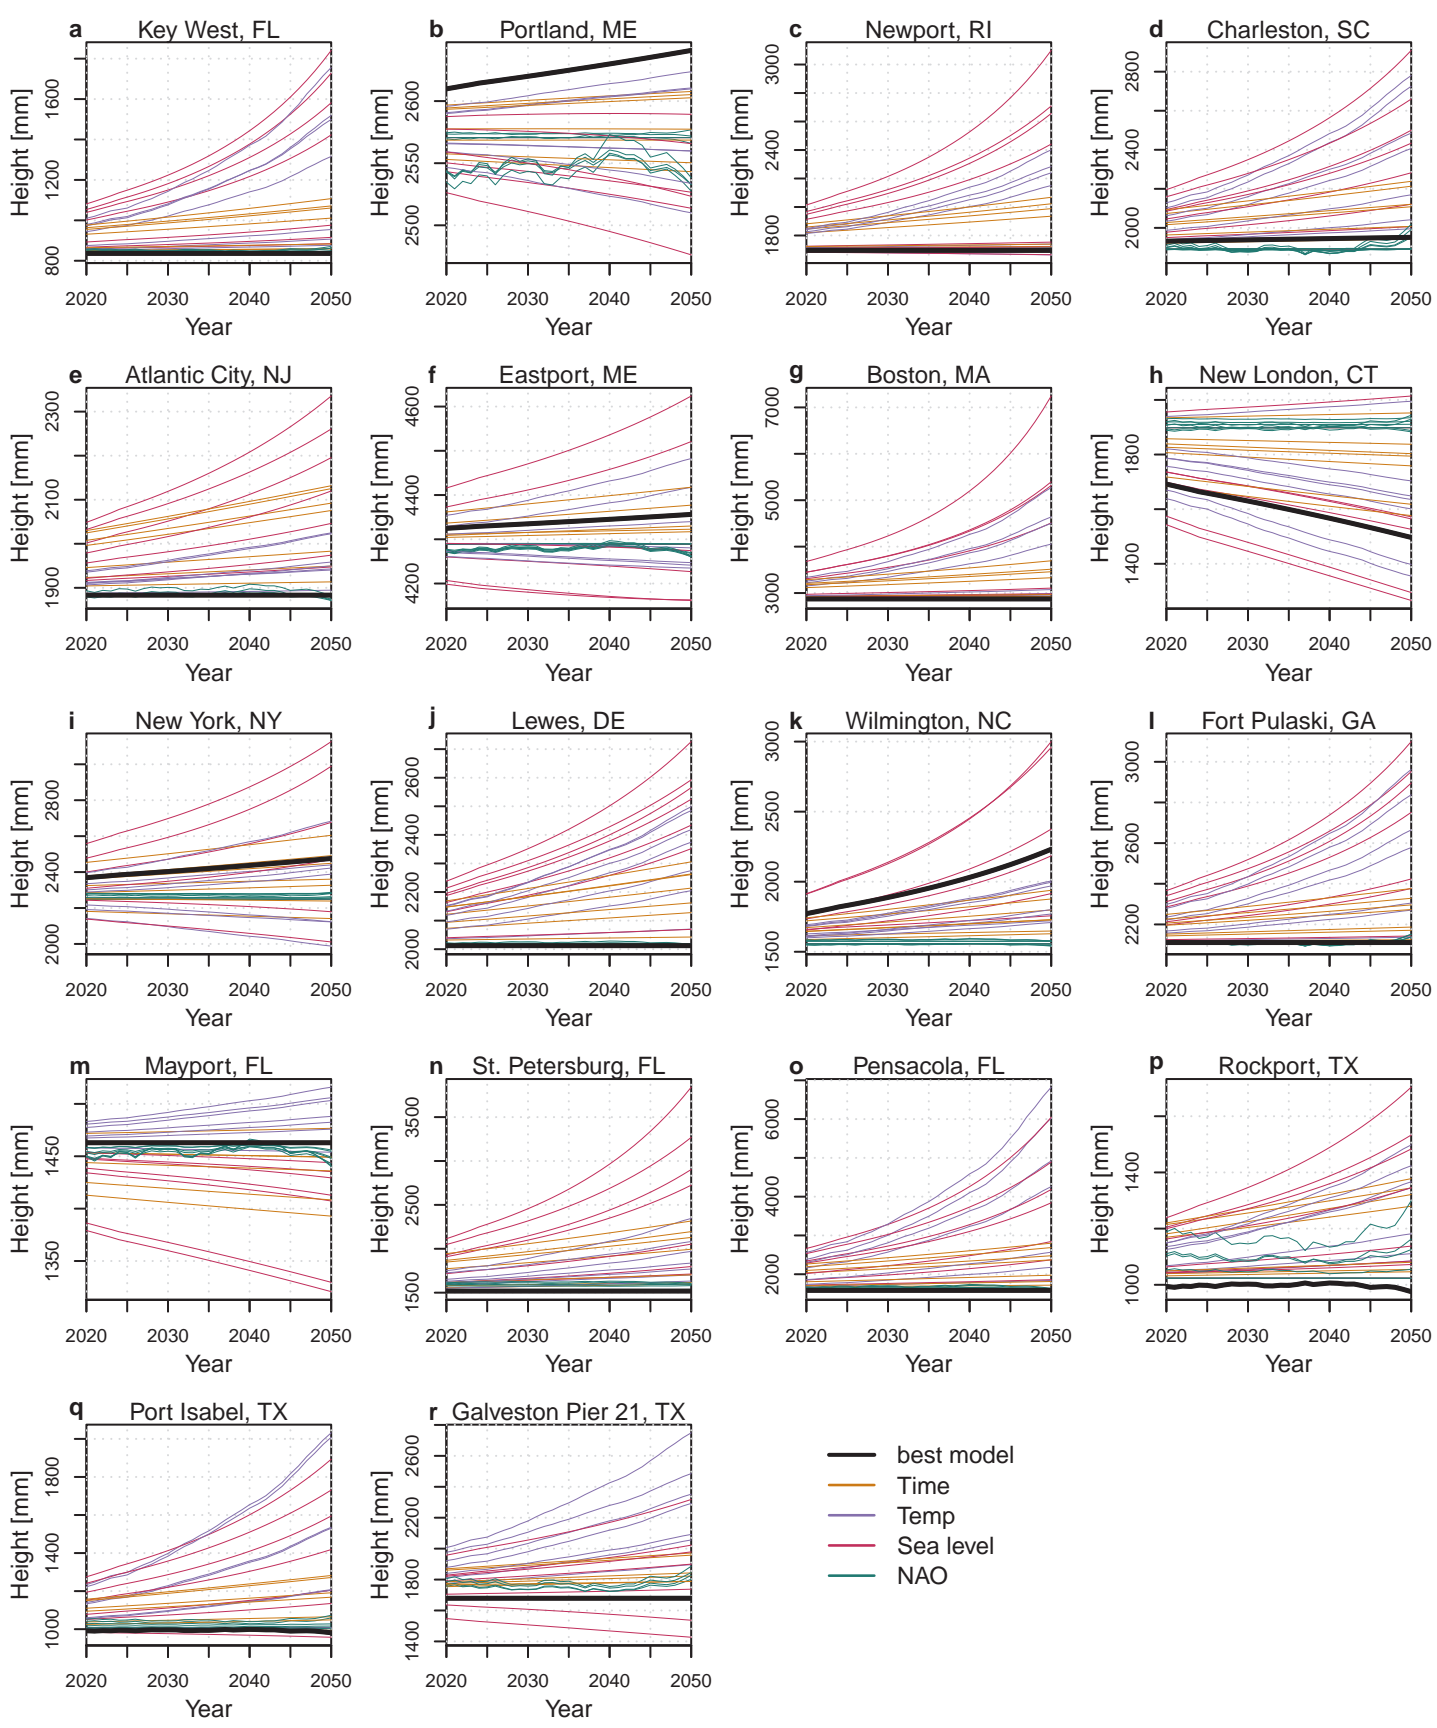 a Key West, FL
b Portland, ME
c Newport, RI
d Charleston, SC
Height [mm]
800 1200 1600
2020 2030 2040 2050
Year
Height [mm]
2500 2550 2600
2020 2030 2040 2050
Year
Height [mm]
1800 2400 3000
2020 2030 2040 2050
Year
Height [mm]
2000 2400 2800
2020 2030 2040 2050
Year
e Atlantic City, NJ
f Eastport, ME
g Boston, MA
h New London, CT
Height [mm]
1900 2100 2300
2020 2030 2040 2050
Year
Height [mm]
4200 4400 4600
2020 2030 2040 2050
Year
Height [mm]
3000 5000 7000
2020 2030 2040 2050
Year
Height [mm]
1400 1800
2020 2030 2040 2050
Year
i New York, NY
j Lewes, DE
k Wilmington, NC
l Fort Pulaski, GA
Height [mm]
2000 2400 2800
2020 2030 2040 2050
Year
Height [mm]
2000 2200 2400 2600
2020 2030 2040 2050
Year
Height [mm]
1500 2000 2500 3000
2020 2030 2040 2050
Year
Height [mm]
2200 2600 3000
2020 2030 2040 2050
Year
m Mayport, FL
n St. Petersburg, FL
o Pensacola, FL
p Rockport, TX
Height [mm]
1350 1450
2020 2030 2040 2050
Year
Height [mm]
1500 2500 3500
2020 2030 2040 2050
Year
Height [mm]
2000 4000 6000
2020 2030 2040 2050
Year
Height [mm]
1000 1400
2020 2030 2040 2050
Year
q Port Isabel, TX
r Galveston Pier 21, TX
Height [mm]
1000 1400 1800
2020 2030 2040 2050
Year
Height [mm]
1400 1800 2200 2600
2020 2030 2040 2050
Year
best model
Time
Temp
Sea level
NAO